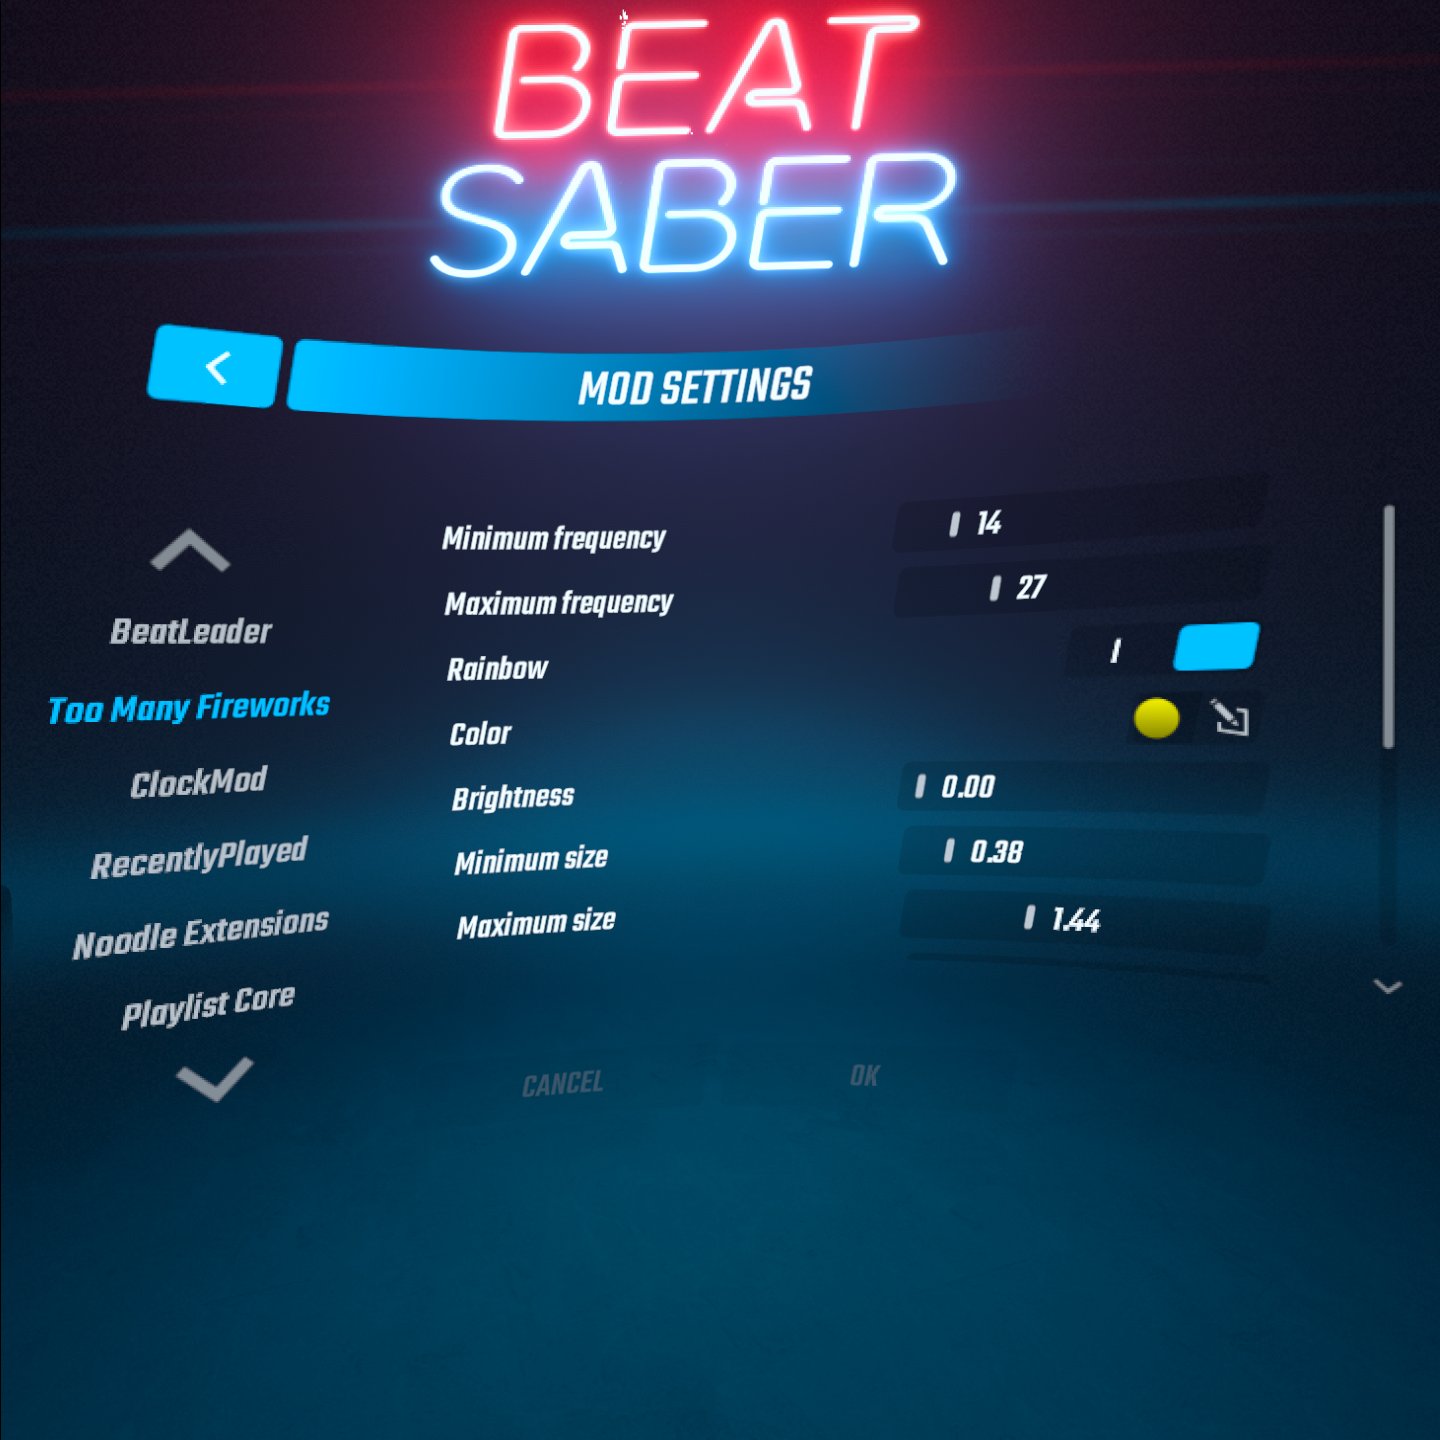 BEAT
SABER
MOD SETTINGS
BeatLeader
Too Many Fireworks
ClockMod
RecentlyPlayed
Noodle Extensions
Playlist Core
Minimum frequency 14
Maximum frequency 27
Rainbow I
Color
Brightness 0.00
Minimum size 0.38
Maximum size 1.44
CANCEL OK